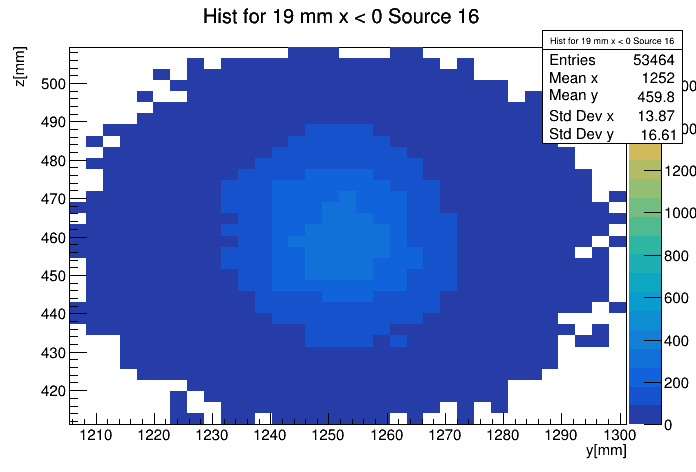 Hist for 19 mm x < 0 Source 16
Hist for 19 mm x < 0 Source 16
Entries 53464
Mean x 1252
Mean y 459.8
Std Dev x 13.87
Std Dev y 16.61
z[mm]
500
490
480
470
460
450
440
430
420
1210 1220 1230 1240 1250 1260 1270 1280 1290 1300
y[mm]
1200
1000
800
600
400
200
0